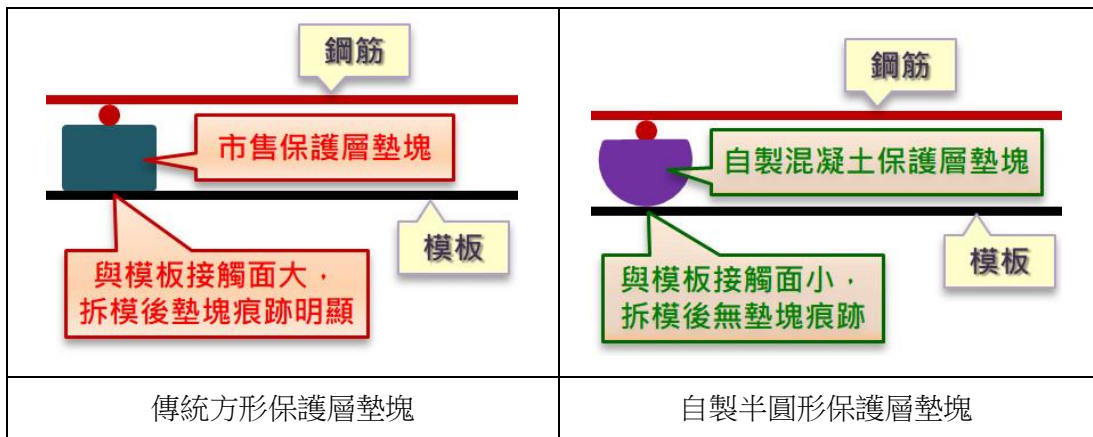 鋼筋
市售保護層墊塊
模板
與模板接觸面大，
拆模後墊塊痕跡明顯
傳統方形保護層墊塊
鋼筋
自製混凝土保護層墊塊
模板
與模板接觸面小，
拆模後無墊塊痕跡
自製半圓形保護層墊塊